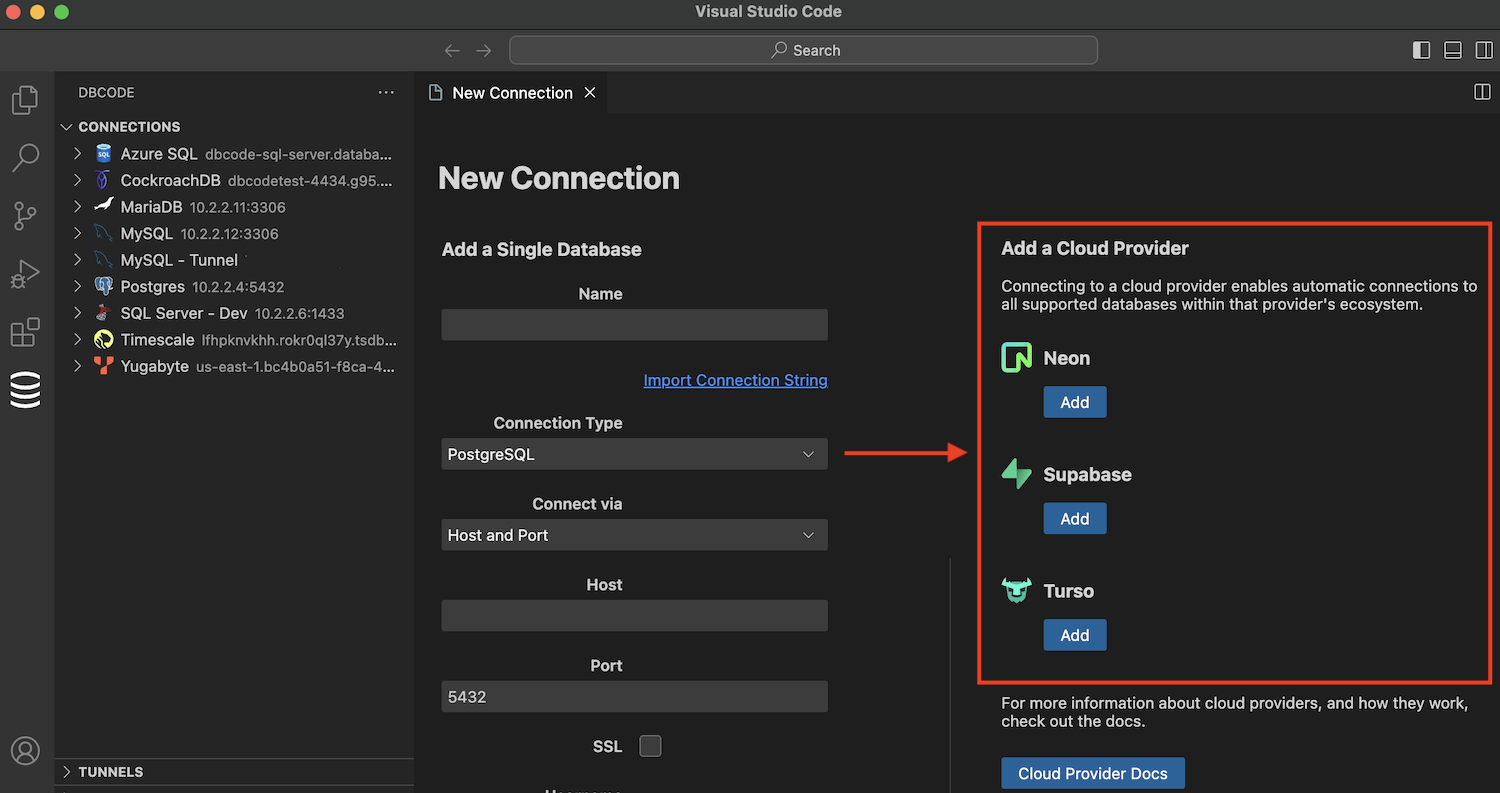 Visual Studio Code
Search
DBCODE
New Connection
CONNECTIONS
Azure SQL dbcode-sql-server.databa...
CockroachDB dbcodetest-4434.g95....
MariaDB 10.2.2.11:3306
MySQL 10.2.2.12:3306
MySQL - Tunnel
Postgres 10.2.2.4:5432
SQL Server - Dev 10.2.2.6:1433
Timescale lfhpknvkhh.rokr0ql37y.tsdb...
Yugabyte us-east-1.bc4b0a51-f8ca-4...
TUNNELS
New Connection
Add a Single Database
Name
Import Connection String
Connection Type
PostgreSQL
Connect via
Host and Port
Host
Port
5432
SSL
Add a Cloud Provider
Connecting to a cloud provider enables automatic connections to
all supported databases within that provider's ecosystem.
Neon
Add
Supabase
Add
Turso
Add
For more information about cloud providers, and how they work,
check out the docs.
Cloud Provider Docs